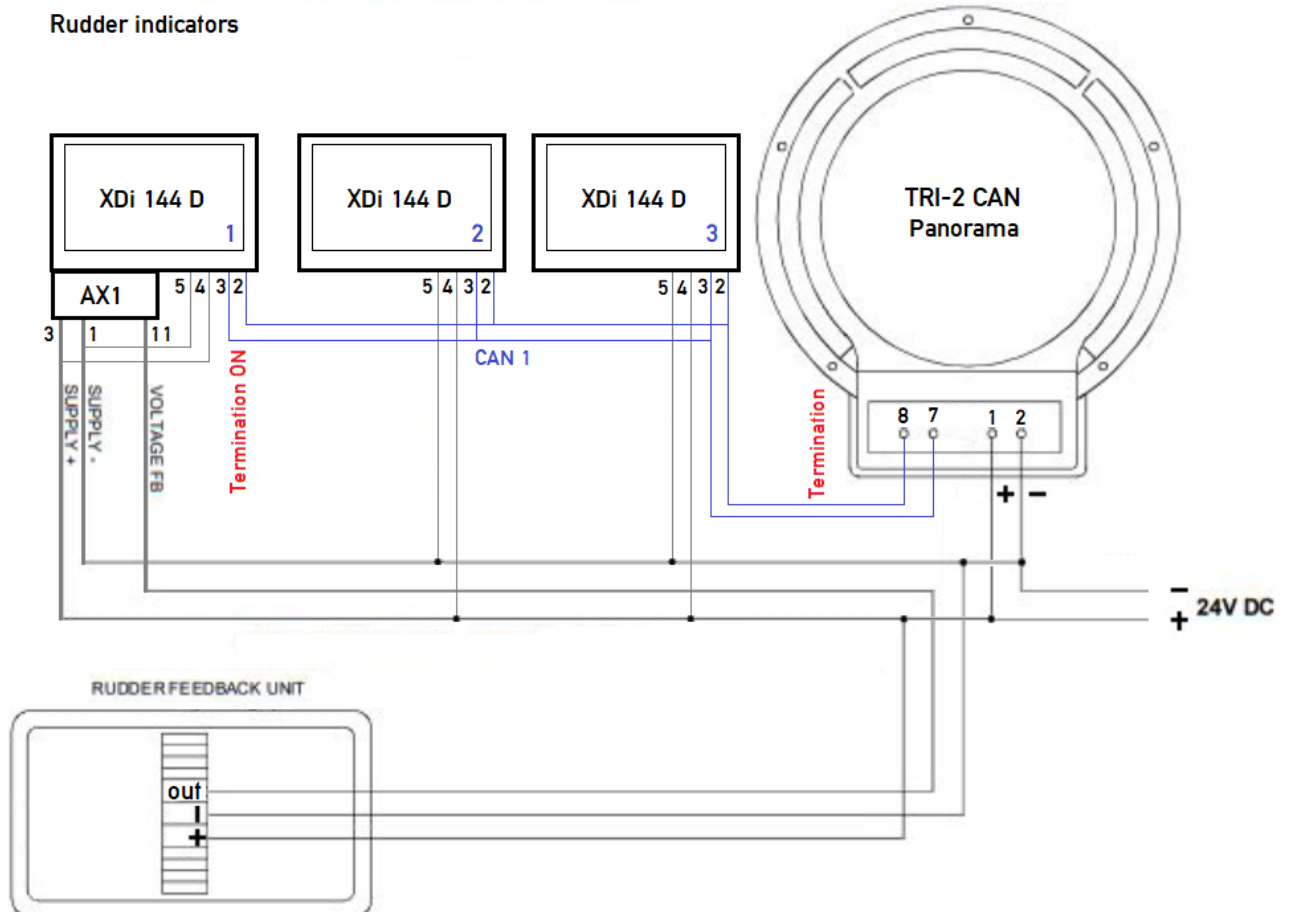 Rudder indicators
XDi 144 D
1
XDi 144 D
2
XDi 144 D
3
TRI-2 CAN
Panorama
AX1
5 4 3 2
5 4 3 2
5 4 3 2
3 1 11
CAN 1
SUPPLY +
SUPPLY -
VOLTAGE FB
Termination ON
Termination
8 7 1 2
+ -
- 
+ 24V DC
RUDDER FEEDBACK UNIT
out
-
+